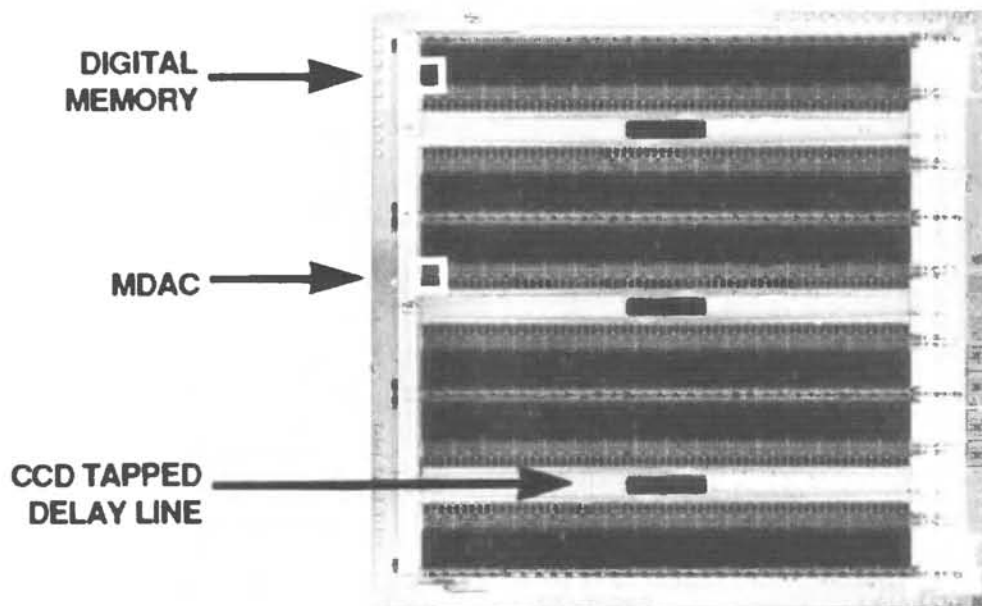 DIGITAL
MEMORY
MDAC
CCD TAPPED
DELAY LINE